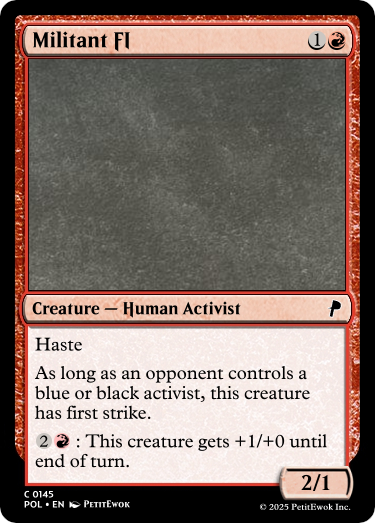 Militant FI 1
Creature — Human Activist
Haste
As long as an opponent controls a
blue or black activist, this creature
has first strike.
2 : This creature gets +1/+0 until
end of turn.
2/1
C 0145
POL • EN PetitEwok
© 2025 PetitEwok Inc.